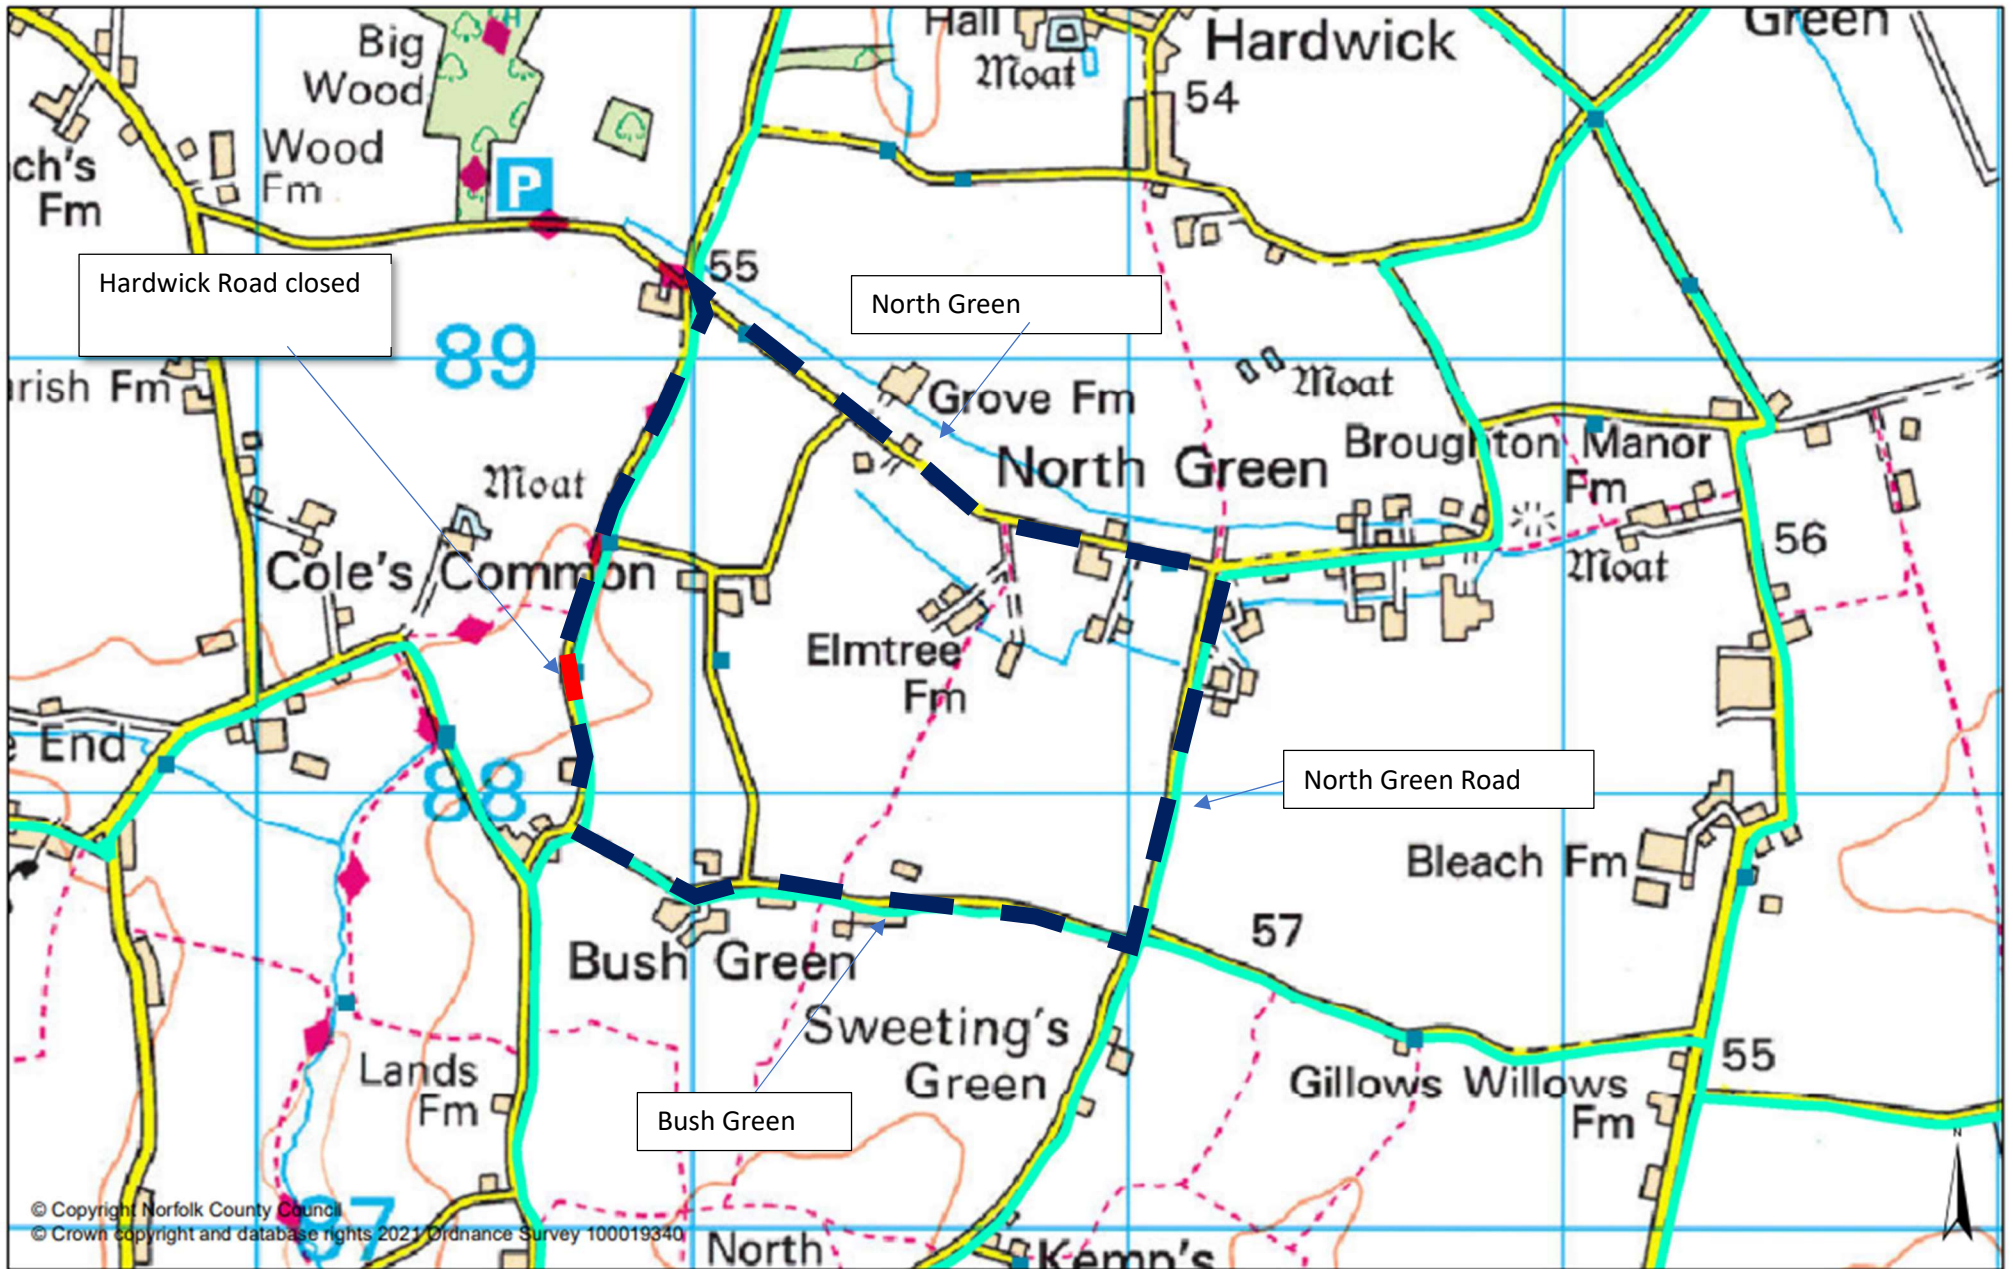 Hall
Moat
Hardwick
Green
54
Big
Wood
Wood
Fm
P
ch's
Fm
Hardwick Road closed
55
North Green
89
Grove Fm
Moat
irish Fm
North Green
Broughton Manor
Fm
Moat
Cole's Common
Moat
56
Elmtree
Fm
e End
88
North Green Road
Bleach Fm
57
Bush Green
Sweeting's
Green
Lands
Fm
Bush Green
Gillows Willows
Fm
55
N
87
© Copyright Norfolk County Council
© Crown copyright and database rights 2021 Ordnance Survey 100019340
North
Kemp's